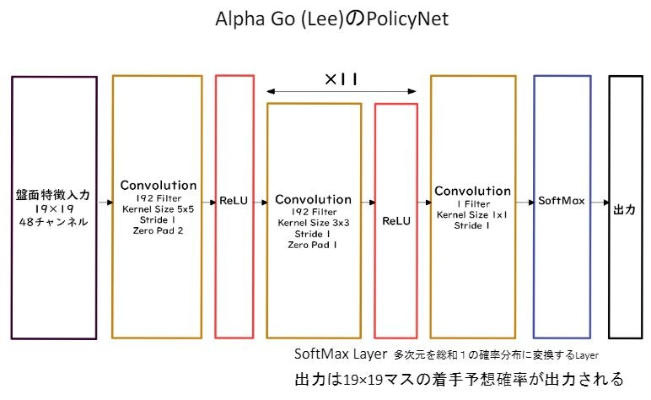 Alpha Go (Lee)のPolicyNet
×11
盤面特徴入力
19×19
48チャンネル
Convolution
192 Filter
Kernel Size 5x5
Stride 1
Zero Pad 2
ReLU
Convolution
192 Filter
Kernel Size 3x3
Stride 1
Zero Pad 1
ReLU
Convolution
1 Filter
Kernel Size 1x1
Stride 1
SoftMax
出力
SoftMax Layer 多次元を総和１の確率分布に変換するLayer
出力は19×19マスの着手予想確率が出力される